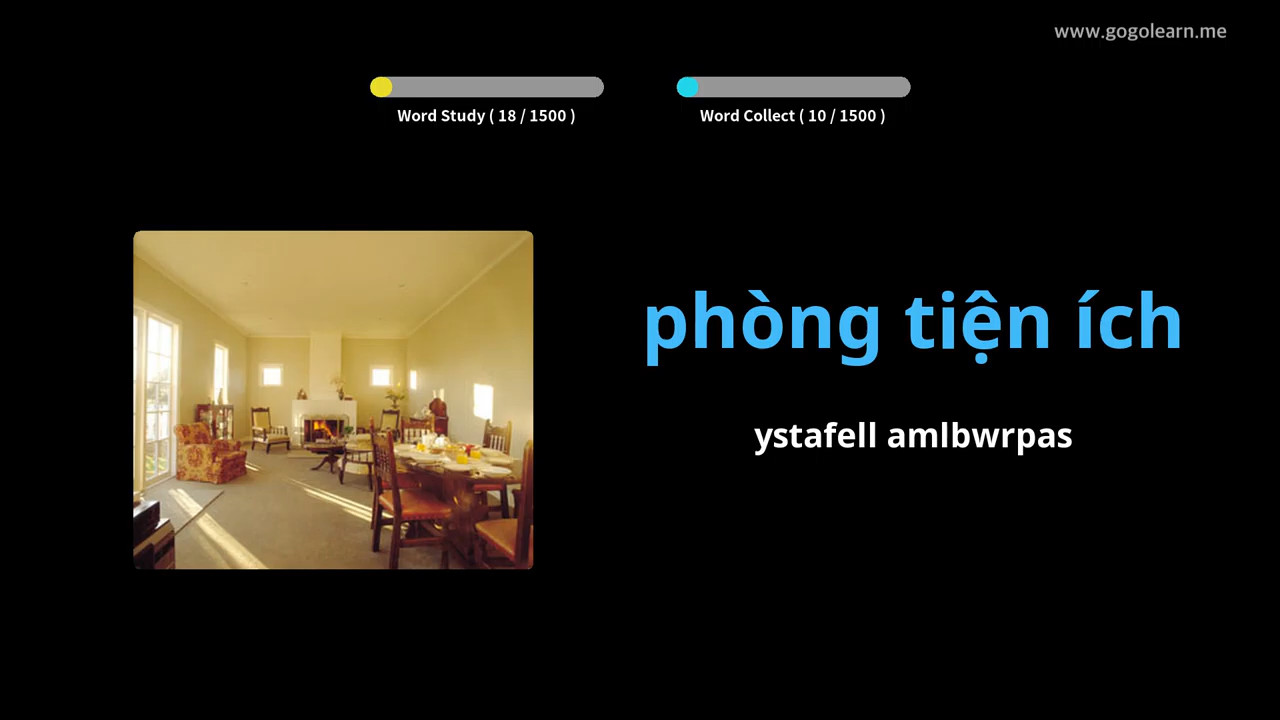 www.gogolearn.me
Word Study ( 18 / 1500 )
Word Collect ( 10 / 1500 )
phòng tiện ích
ystafell amlbwrpas